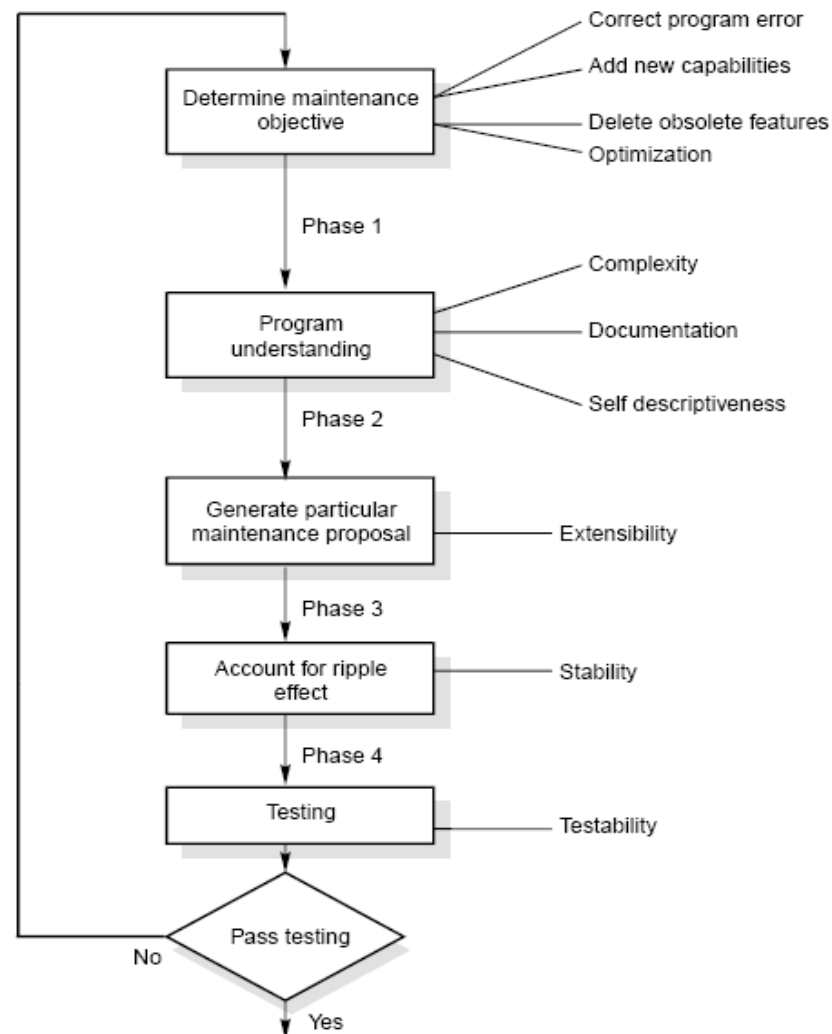 Correct program error
Add new capabilities
Determine maintenance
objective
Delete obsolete features
Optimization
Phase 1
Complexity
Program
understanding
Documentation
Self descriptiveness
Phase 2
Generate particular
maintenance proposal
Extensibility
Phase 3
Account for ripple
effect
Stability
Phase 4
Testing
Testability
Pass testing
No
Yes